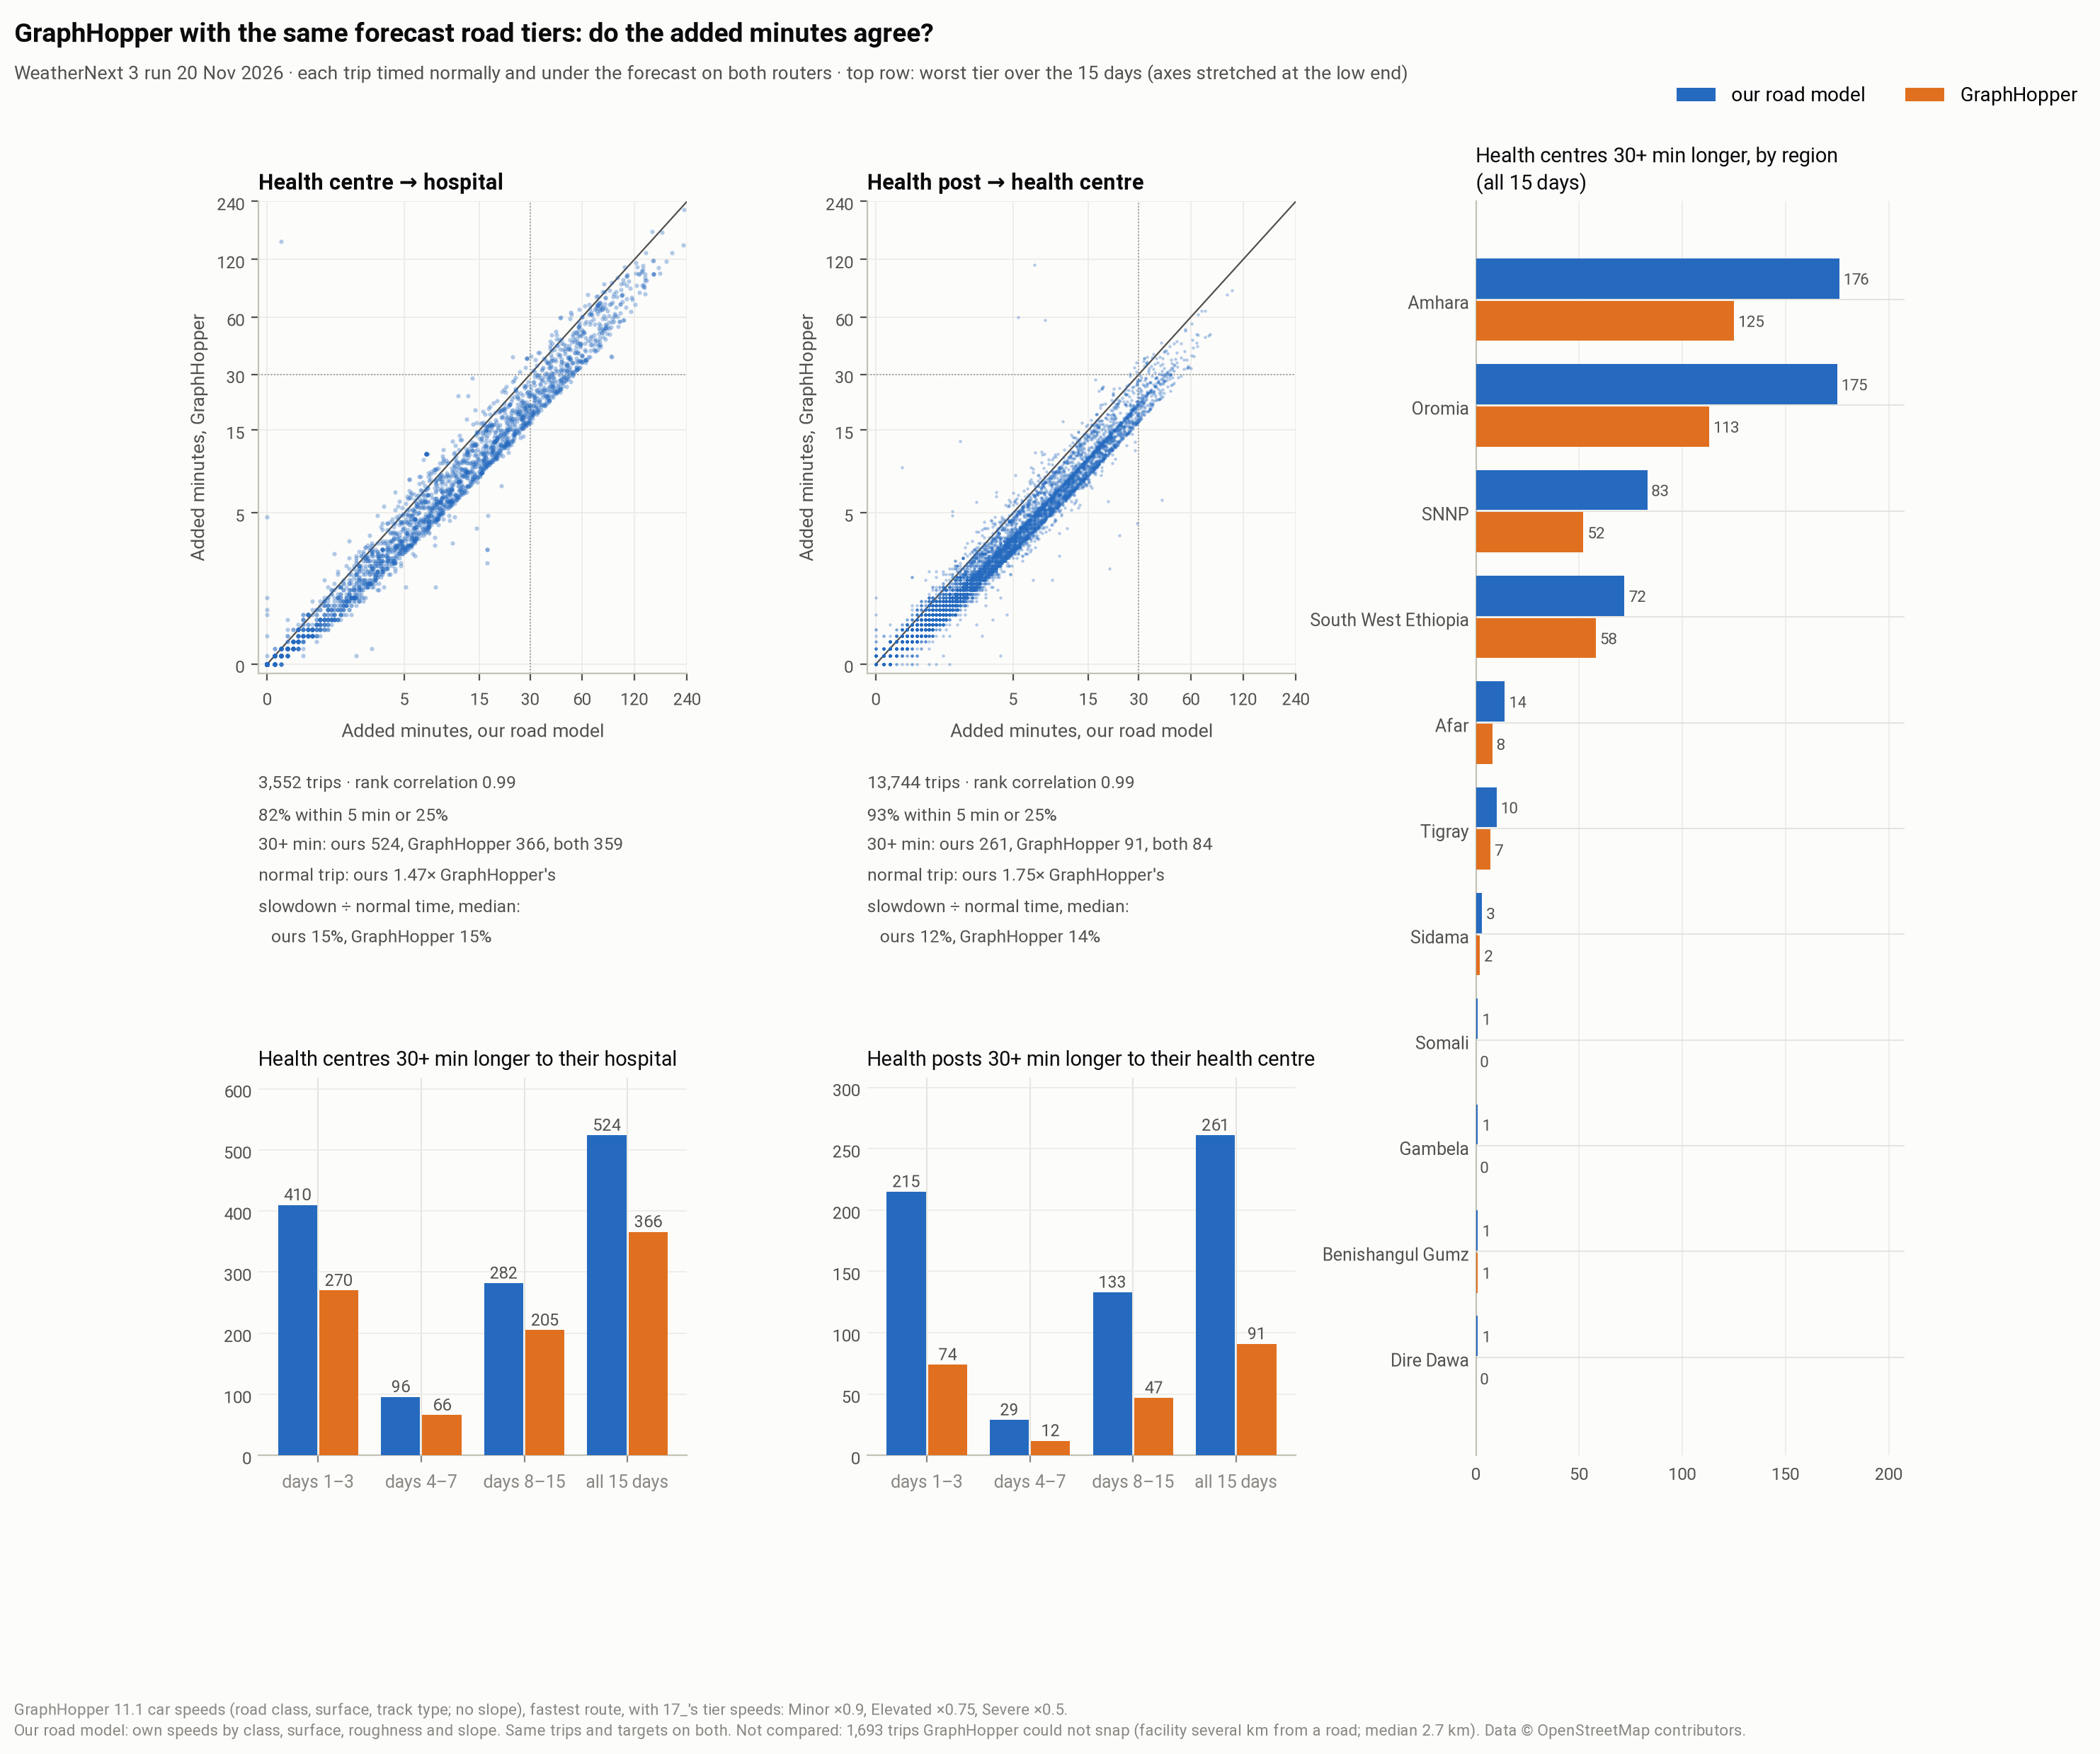 GraphHopper with the same forecast road tiers: do the added minutes agree?
WeatherNext 3 run 20 Nov 2026 · each trip timed normally and under the forecast on both routers · top row: worst tier over the 15 days (axes stretched at the low end)
our road model
GraphHopper
Health centre → hospital
240
120
60
30
15
5
0
Added minutes, GraphHopper
0 5 15 30 60 120 240
Added minutes, our road model
3,552 trips · rank correlation 0.99
82% within 5 min or 25%
30+ min: ours 524, GraphHopper 366, both 359
normal trip: ours 1.47× GraphHopper's
slowdown ÷ normal time, median:
ours 15%, GraphHopper 15%
Health post → health centre
240
120
60
30
15
5
0
Added minutes, GraphHopper
0 5 15 30 60 120 240
Added minutes, our road model
13,744 trips · rank correlation 0.99
93% within 5 min or 25%
30+ min: ours 261, GraphHopper 91, both 84
normal trip: ours 1.75× GraphHopper's
slowdown ÷ normal time, median:
ours 12%, GraphHopper 14%
Health centres 30+ min longer, by region
(all 15 days)
Amhara
176
125
Oromia
175
113
SNNP
83
52
South West Ethiopia
72
58
Afar
14
8
Tigray
10
7
Sidama
3
2
Somali
1
0
Gambela
1
0
Benishangul Gumz
1
1
Dire Dawa
1
0
0 50 100 150 200
Health centres 30+ min longer to their hospital
600
500
400
300
200
100
0
410
270
96
66
282
205
524
366
days 1–3 days 4–7 days 8–15 all 15 days
Health posts 30+ min longer to their health centre
300
250
200
150
100
50
0
215
74
29
12
133
47
261
91
days 1–3 days 4–7 days 8–15 all 15 days
GraphHopper 11.1 car speeds (road class, surface, track type; no slope), fastest route, with 17_'s tier speeds: Minor ×0.9, Elevated ×0.75, Severe ×0.5.
Our road model: own speeds by class, surface, roughness and slope. Same trips and targets on both. Not compared: 1,693 trips GraphHopper could not snap (facility several km from a road; median 2.7 km). Data © OpenStreetMap contributors.